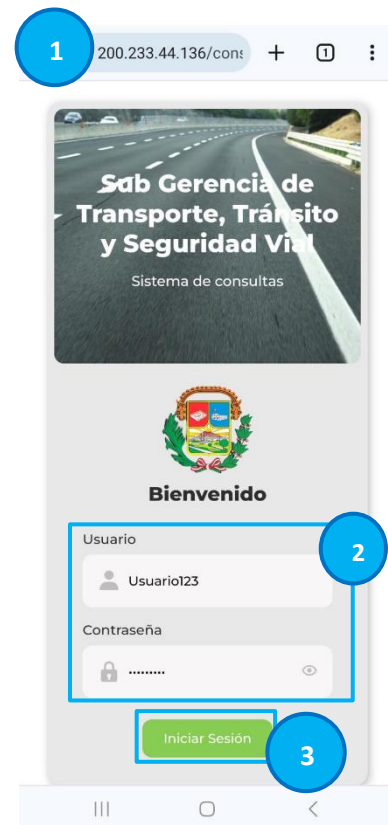 1
200.233.44.136/cons
1
Sub Gerencia de
Transporte, Tránsito
y Seguridad Vial
Sistema de consultas
Bienvenido
Usuario
2
Usuario123
Contraseña
•••••••••
Iniciar Sesión
3